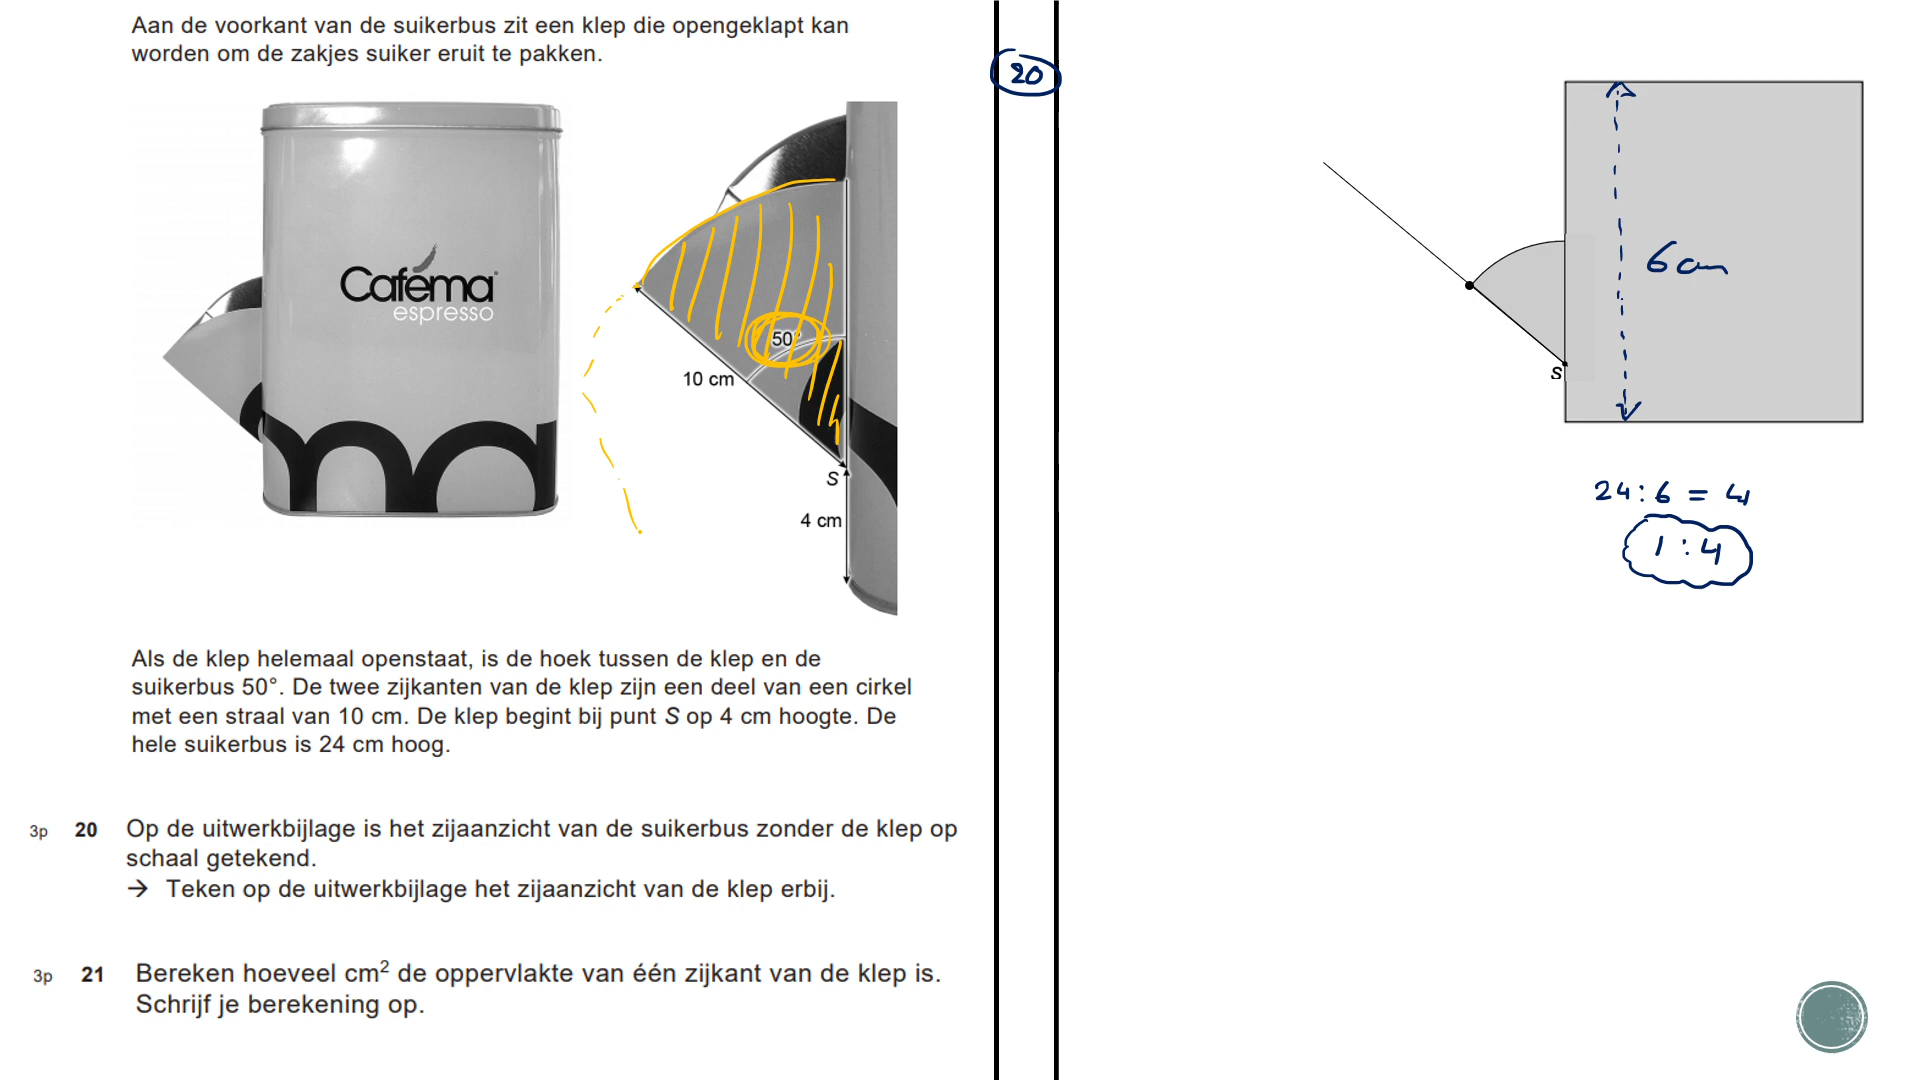 Aan de voorkant van de suikerbus zit een klep die opengeklapt kan
worden om de zakjes suiker eruit te pakken.
Caféma
espresso
50°
10 cm
S
4 cm
Als de klep helemaal openstaat, is de hoek tussen de klep en de
suikerbus 50°. De twee zijkanten van de klep zijn een deel van een cirkel
met een straal van 10 cm. De klep begint bij punt S op 4 cm hoogte. De
hele suikerbus is 24 cm hoog.
3p 20 Op de uitwerkbijlage is het zijaanzicht van de suikerbus zonder de klep op
schaal getekend.
→ Teken op de uitwerkbijlage het zijaanzicht van de klep erbij.
3p 21 Bereken hoeveel cm² de oppervlakte van één zijkant van de klep is.
Schrijf je berekening op.
20
6cm
S
24:6 = 4
1:4